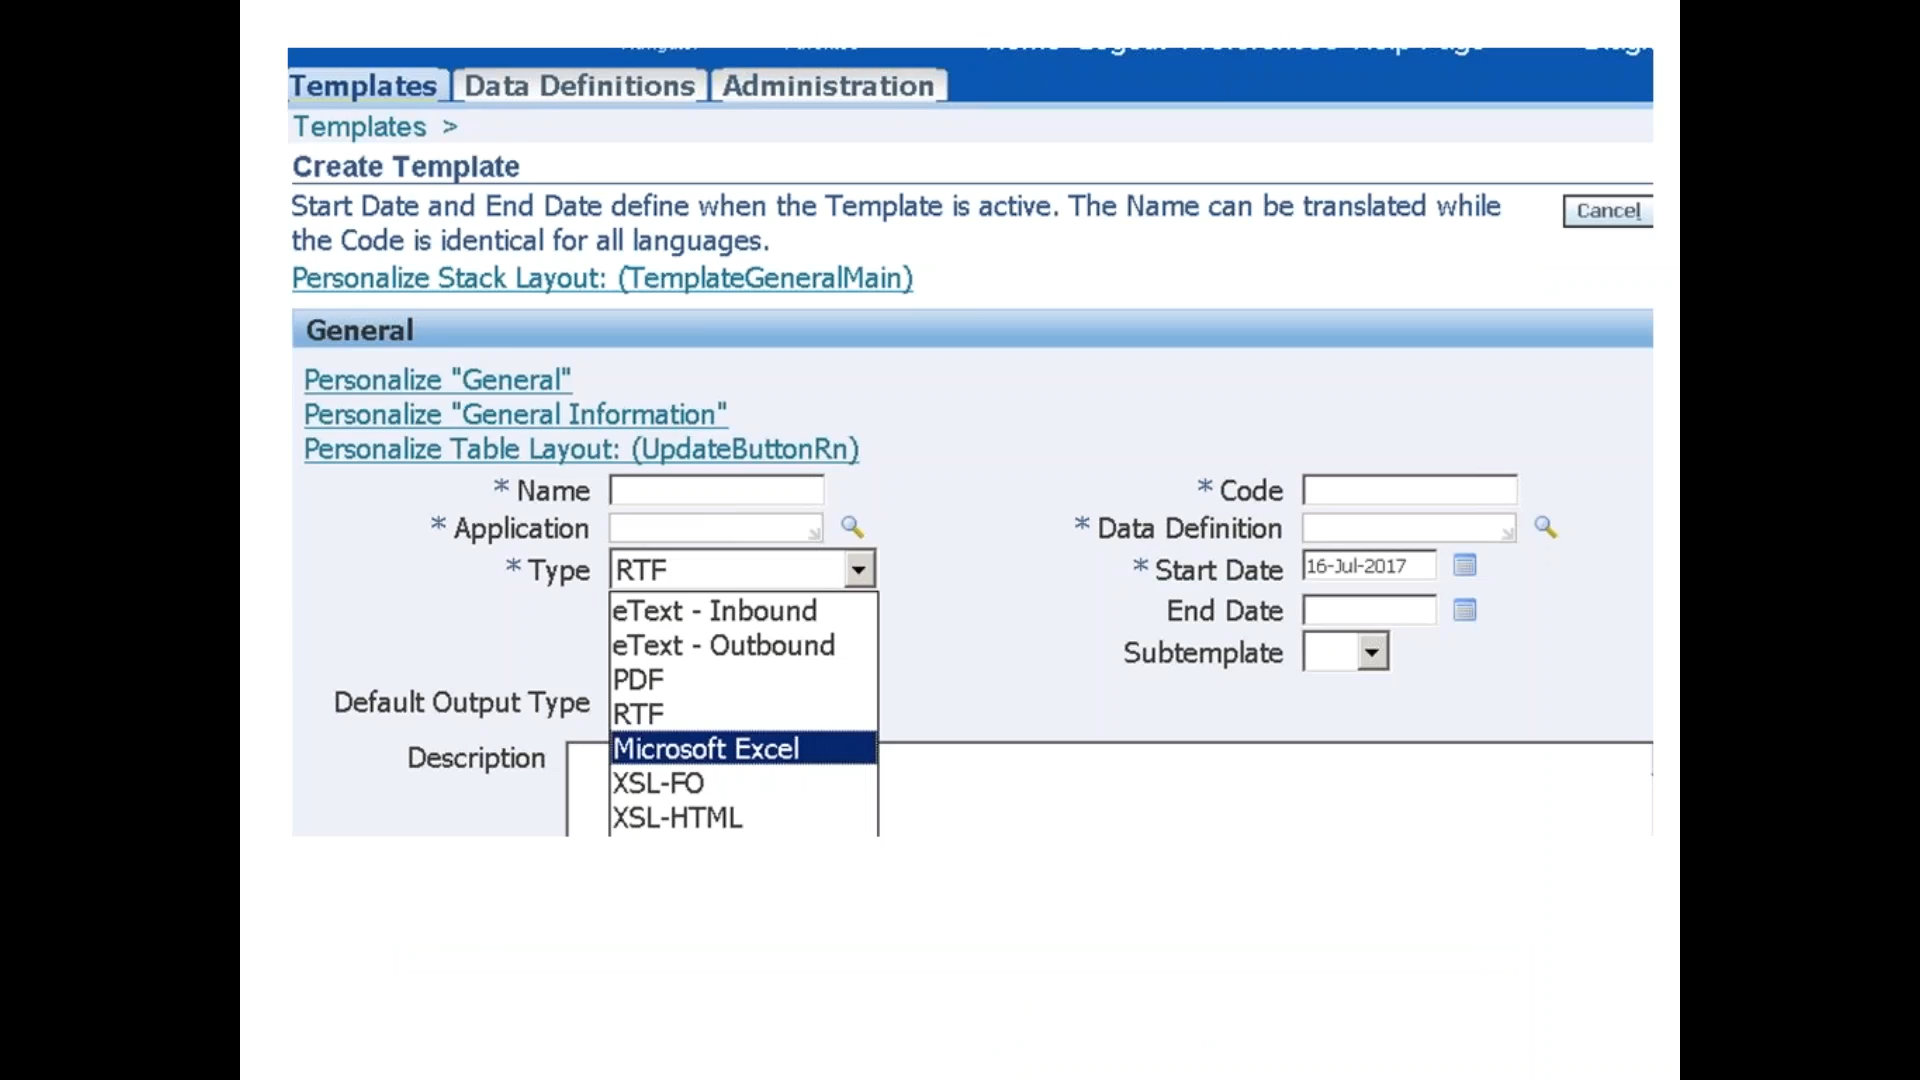 Templates Data Definitions Administration
Templates >
Create Template
Start Date and End Date define when the Template is active. The Name can be translated while
the Code is identical for all languages.
Cancel
Personalize Stack Layout: (TemplateGeneralMain)
General
Personalize "General"
Personalize "General Information"
Personalize Table Layout: (UpdateButtonRn)
* Name
* Code
* Application
* Data Definition
* Type RTF
* Start Date 16-Jul-2017
eText - Inbound
End Date
eText - Outbound
Subtemplate
PDF
Default Output Type
RTF
Microsoft Excel
Description
XSL-FO
XSL-HTML